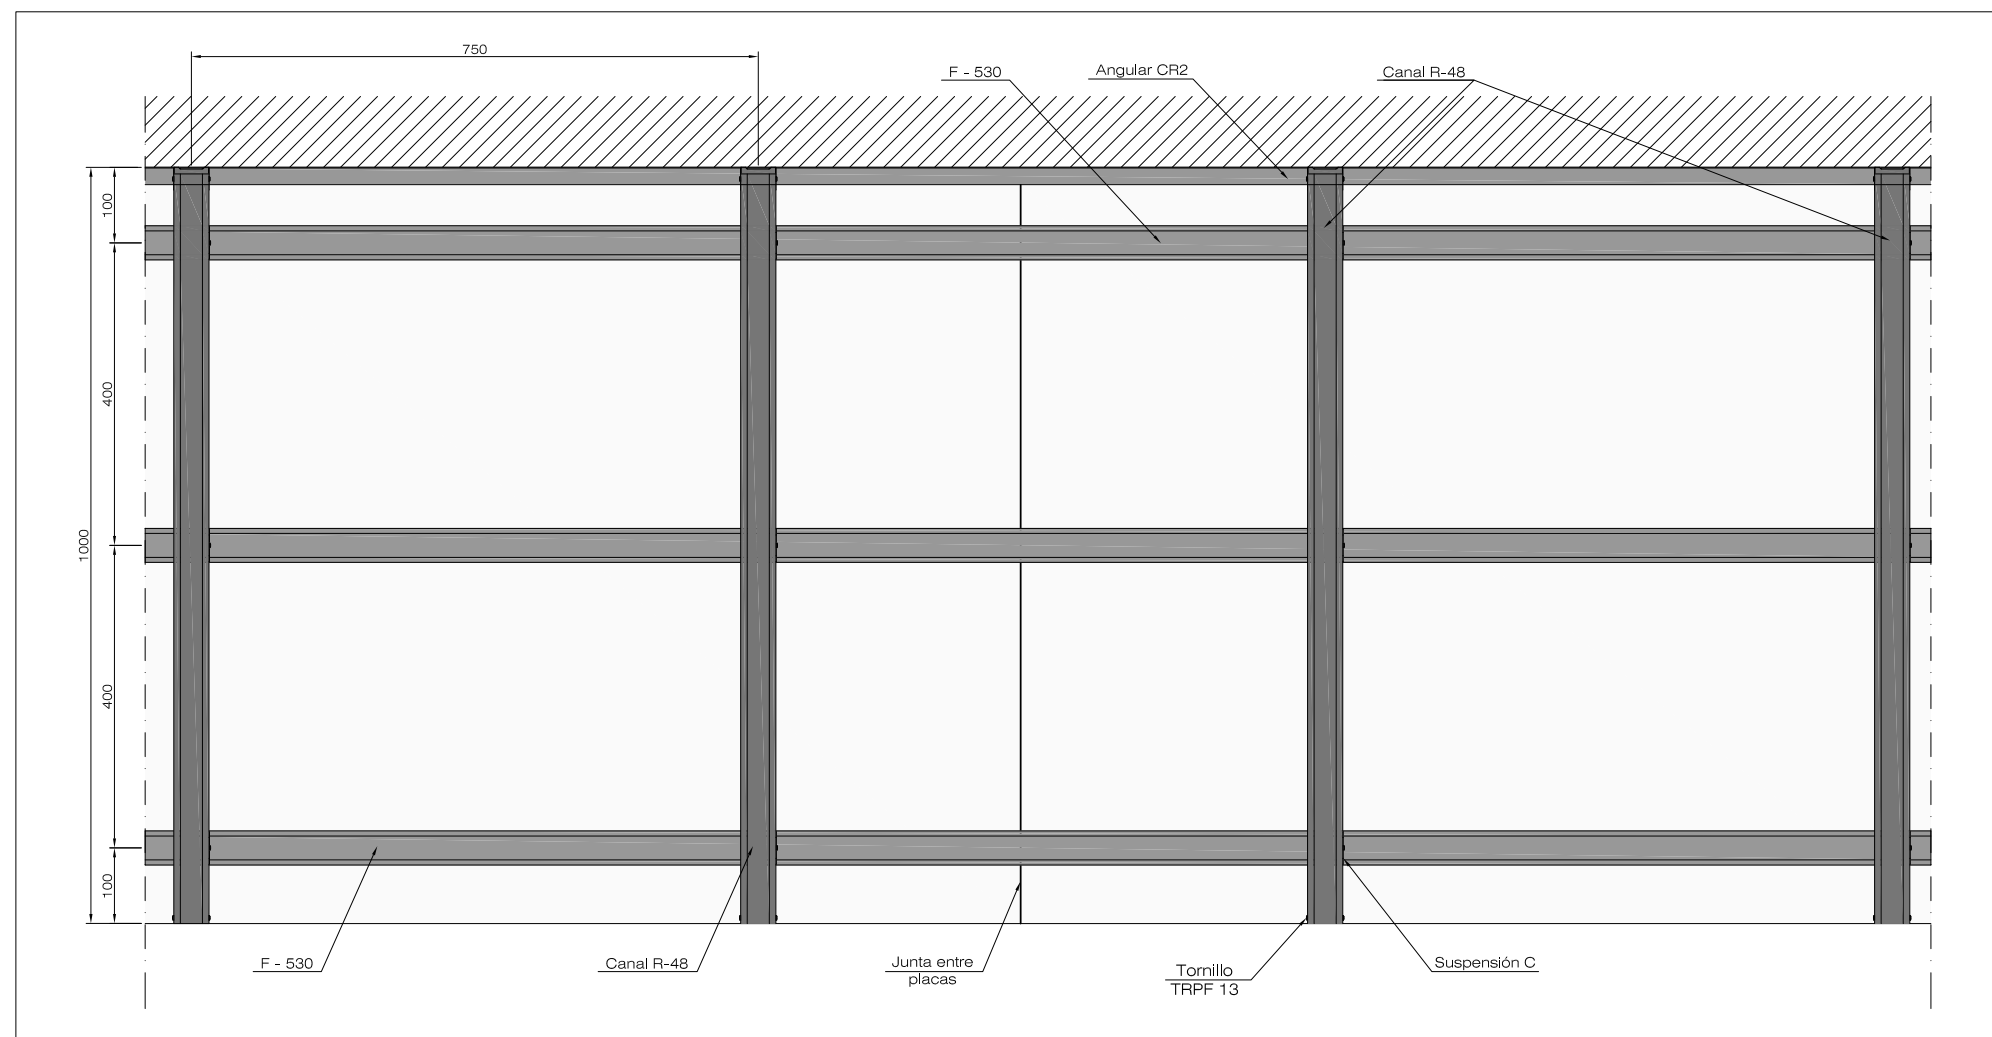 750
F - 530
Angular CR2
Canal R-48
100
400
1000
400
100
F - 530
Canal R-48
Junta entre
placas
Tornillo
TRPF 13
Suspensión C